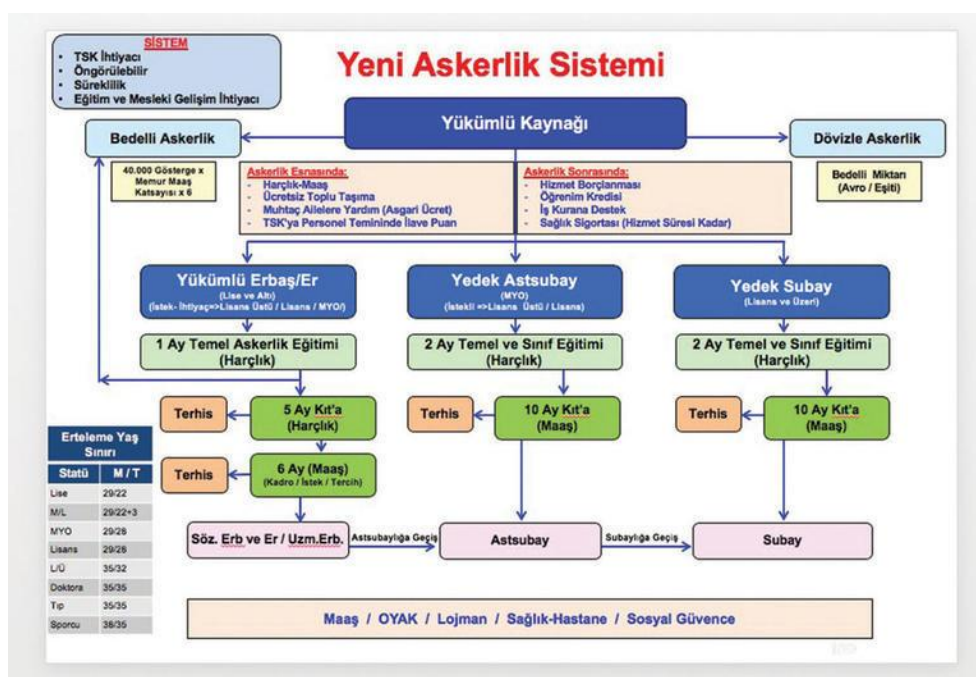 SİSTEM
• TSK İhtiyacı
• Öngörülebilir
• Süreklilik
• Eğitim ve Mesleki Gelişim İhtiyacı
Yeni Askerlik Sistemi
Yükümlü Kaynağı
Bedelli Askerlik
Dövizle Askerlik
40.000 Gösterge x
Memur Maaş
Katsayısı x 6
Askerlik Esnasında:
- Harçlık-Maaş
- Ücretsiz Toplu Taşıma
- Muhtaç Ailelere Yardım (Asgari Ücret)
- TSK'ya Personel Temininde İlave Puan
Askerlik Sonrasında:
- Hizmet Borçlanması
- Öğrenim Kredisi
- İş Kurana Destek
- Sağlık Sigortası (Hizmet Süresi Kadar)
Bedelli Miktarı
(Avro / Eşiti)
Yükümlü Erbaş/Er
(Lise ve Altı)
(İstek- İhtiyaç=>Lisans Üstü / Lisans / MYO/)
Yedek Astsubay
(MYO)
(İstekli =>Lisans Üstü / Lisans)
Yedek Subay
(Lisans ve Üzeri)
1 Ay Temel Askerlik Eğitimi
(Harçlık)
2 Ay Temel ve Sınıf Eğitimi
(Harçlık)
2 Ay Temel ve Sınıf Eğitimi
(Harçlık)
Terhis
5 Ay Kıt'a
(Harçlık)
Terhis
10 Ay Kıt'a
(Maaş)
Terhis
10 Ay Kıt'a
(Maaş)
Terhis
6 Ay (Maaş)
(Kadro / İstek / Tercih)
Erteleme Yaş
Sınırı
Statü M / T
Lise 29/22
M/L 29/22+3
MYO 29/28
Lisans 29/28
L/Ü 35/32
Doktora 35/35
Tıp 35/35
Sporcu 38/35
Söz. Erb ve Er / Uzm.Erb.
Astsubaylığa Geçiş
Astsubay
Subaylığa Geçiş
Subay
Maaş / OYAK / Lojman / Sağlık-Hastane / Sosyal Güvence